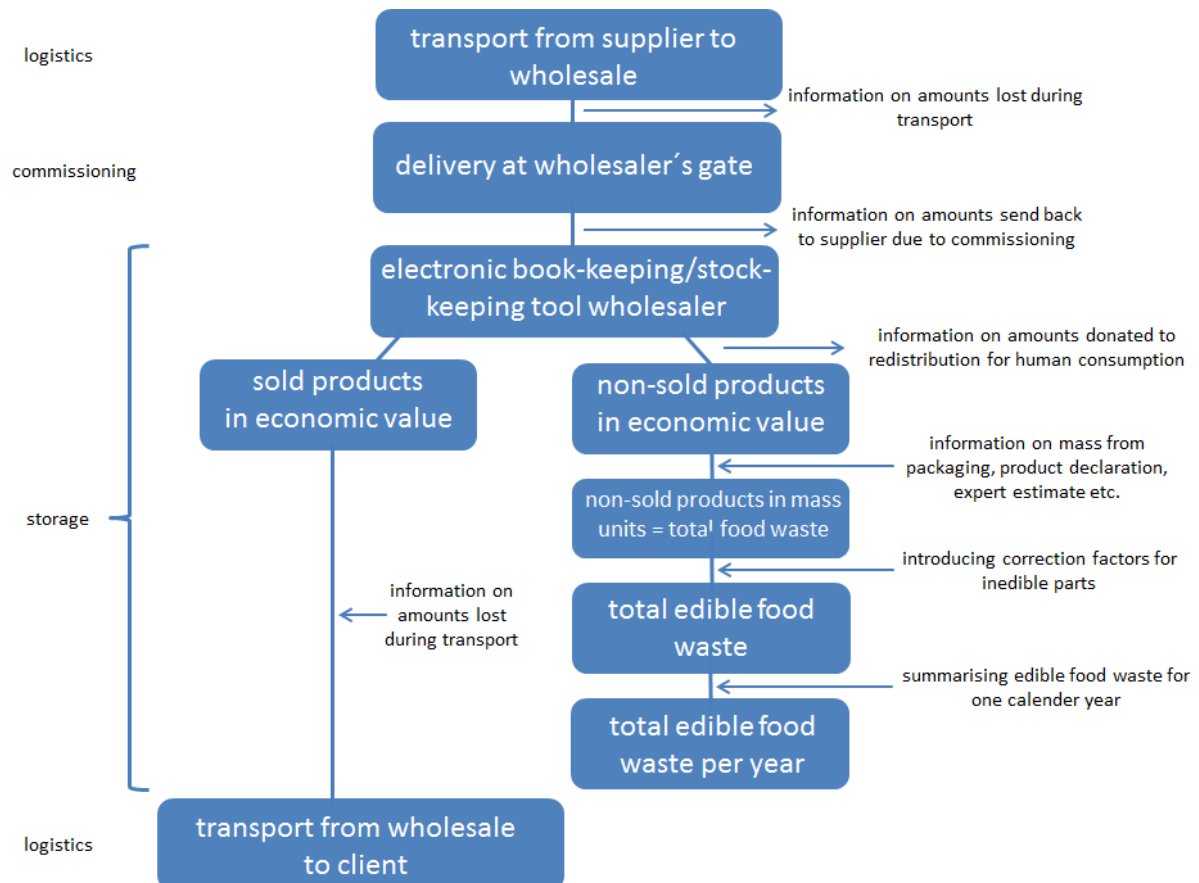 transport from supplier to
wholesale
logistics
information on amounts lost during
transport
delivery at wholesaler´s gate
commissioning
information on amounts send back
to supplier due to commissioning
electronic book-keeping/stock-
keeping tool wholesaler
information on amounts donated to
redistribution for human consumption
sold products
in economic value
non-sold products
in economic value
information on mass from
packaging, product declaration,
expert estimate etc.
non-sold products in mass
units = total food waste
storage
introducing correction factors for
inedible parts
information on
amounts lost
during transport
total edible food
waste
summarising edible food waste for
one calender year
total edible food
waste per year
transport from wholesale
to client
logistics